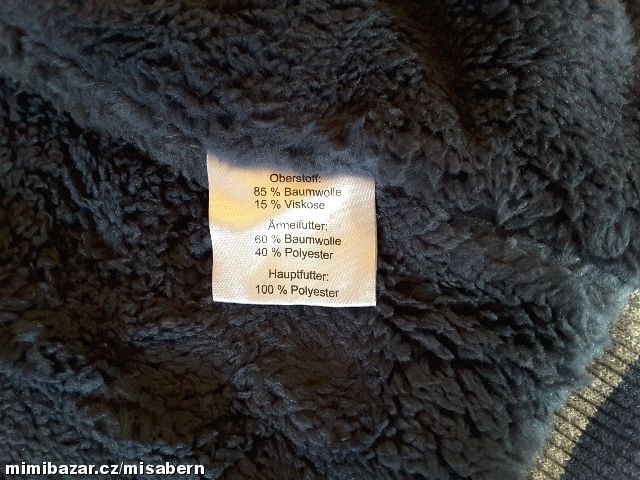 Oberstoff:
85 % Baumwolle
15 % Viskose
Ärmelfutter:
60 % Baumwolle
40 % Polyester
Hauptfutter:
100 % Polyester
mimibazar.cz/misabern